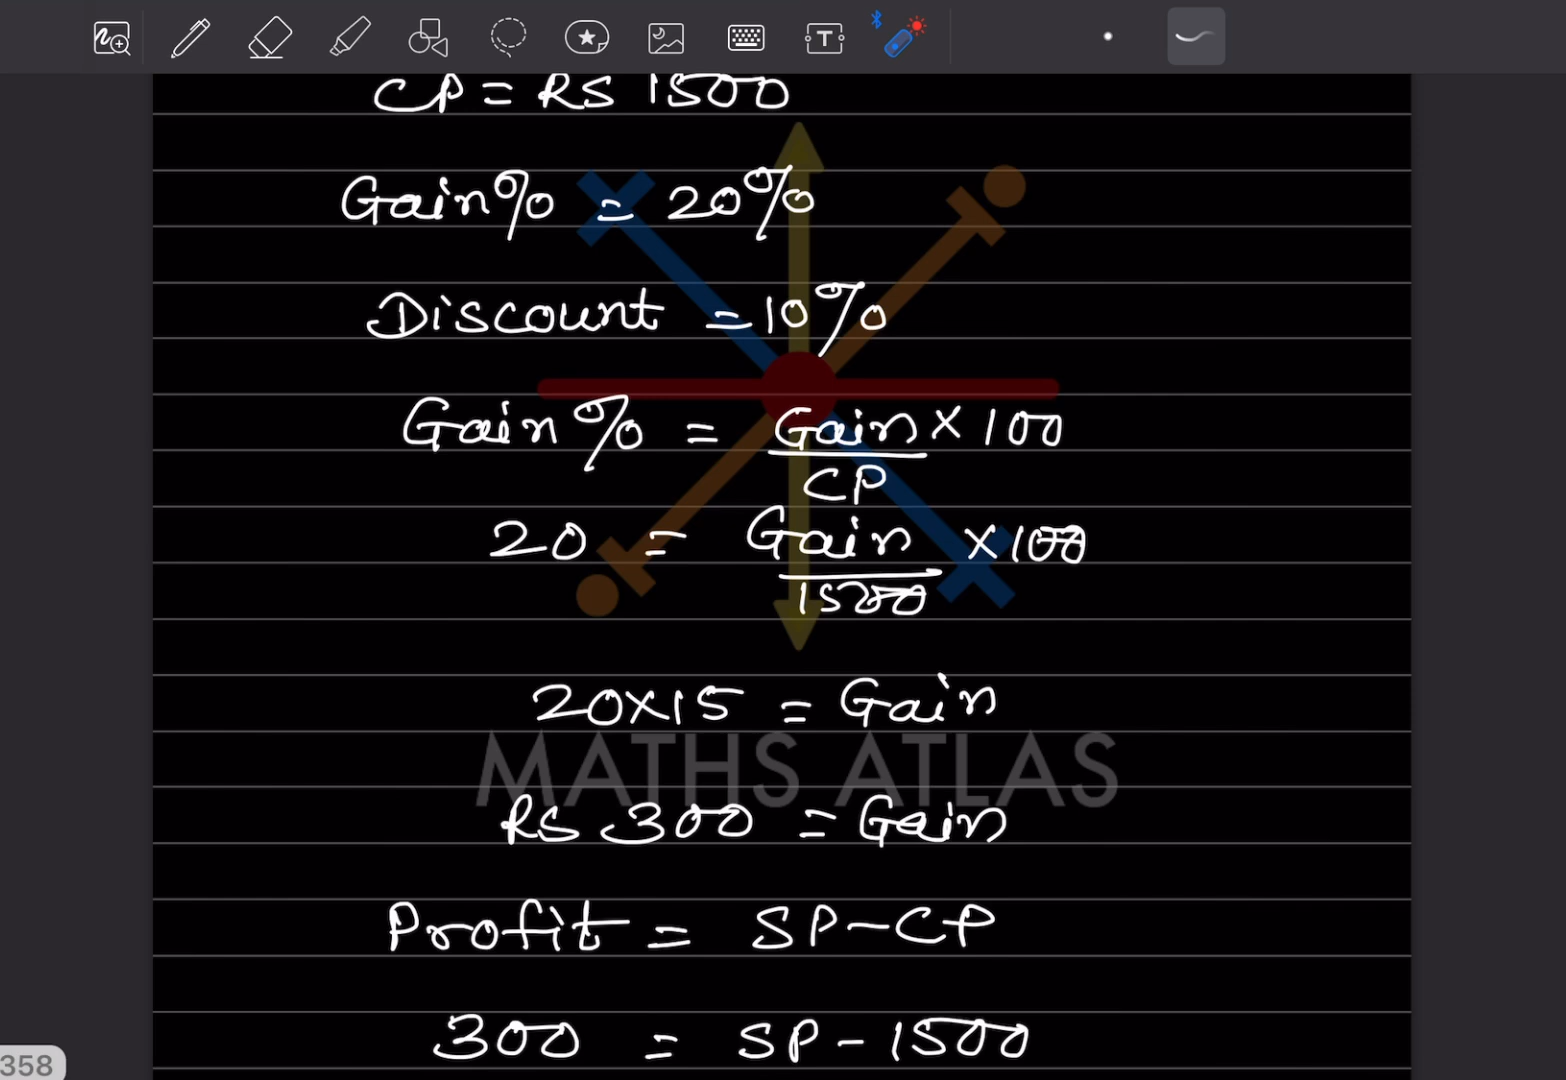 CP = RS 1500
Gain% = 20%
Discount = 10%
Gain% = Gain × 100
CP
20 = Gain × 100
1500
20×15 = Gain
MATHS ATLAS
RS 300 = Gain
Profit = SP-CP
300 = SP - 1500
358